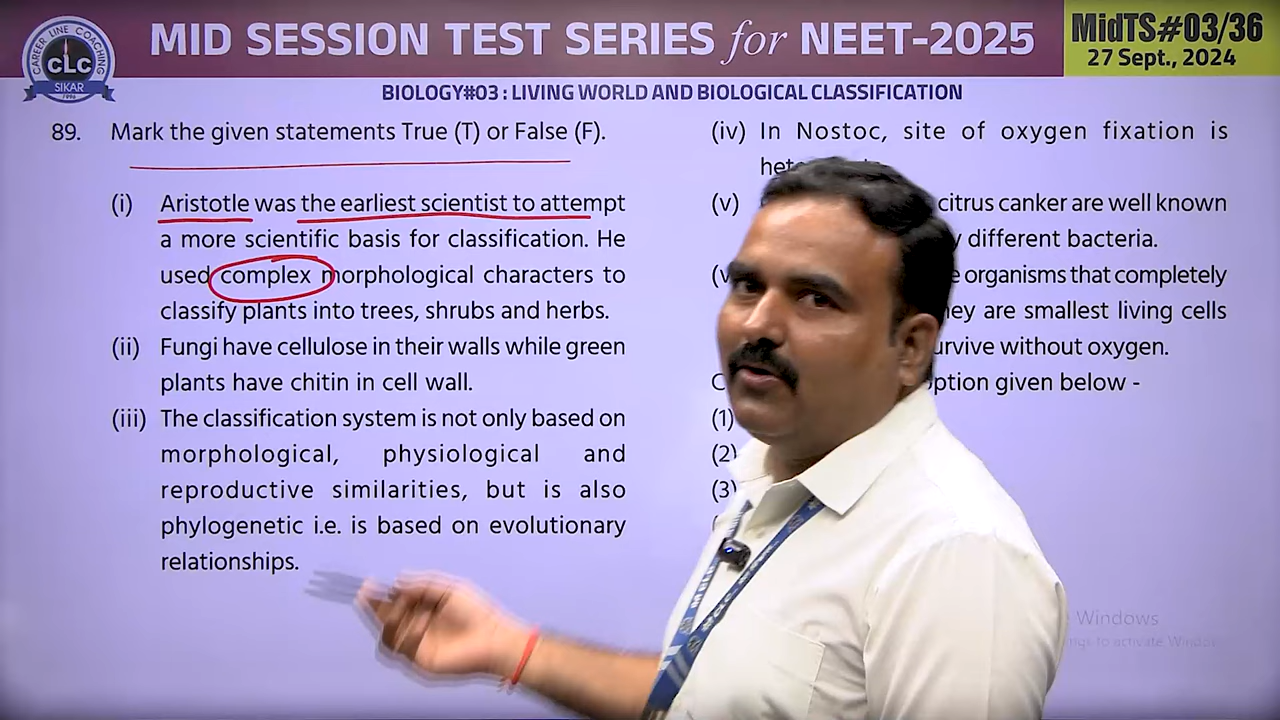 CAREER LINE COACHING
CLC
SIKAR
1996
MID SESSION TEST SERIES for NEET-2025
MidTS#03/36
27 Sept., 2024
BIOLOGY#03 : LIVING WORLD AND BIOLOGICAL CLASSIFICATION
89. Mark the given statements True (T) or False (F).
(i) Aristotle was the earliest scientist to attempt
a more scientific basis for classification. He
used complex morphological characters to
classify plants into trees, shrubs and herbs.
(ii) Fungi have cellulose in their walls while green
plants have chitin in cell wall.
(iii) The classification system is not only based on
morphological, physiological and
reproductive similarities, but is also
phylogenetic i.e. is based on evolutionary
relationships.
(iv) In Nostoc, site of oxygen fixation is
(v) citrus canker are well known
different bacteria.
organisms that completely
are smallest living cells
without oxygen.
given below -
(1)
(2)
(3)
Windows
to activate